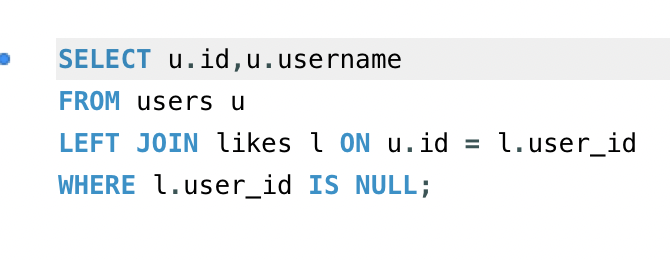 SELECT u.id,u.username
FROM users u
LEFT JOIN likes l ON u.id = l.user_id
WHERE l.user_id IS NULL;